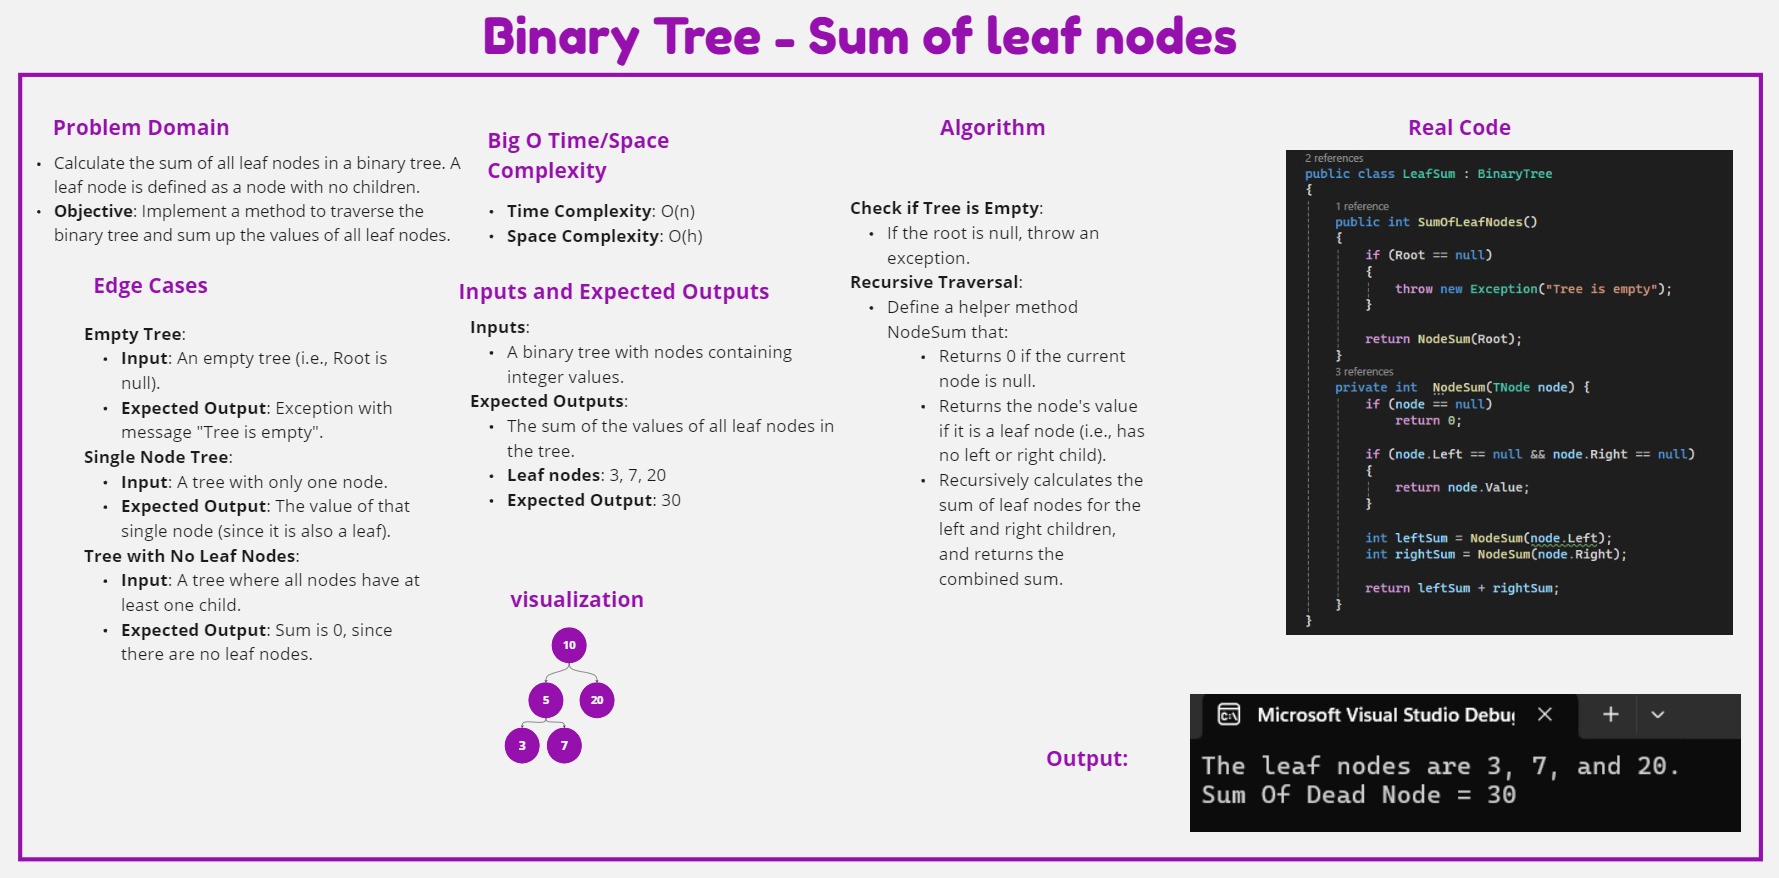 Binary Tree - Sum of leaf nodes
Problem Domain
• Calculate the sum of all leaf nodes in a binary tree. A
leaf node is defined as a node with no children.
• Objective: Implement a method to traverse the
binary tree and sum up the values of all leaf nodes.
Edge Cases
Empty Tree:
• Input: An empty tree (i.e., Root is
null).
• Expected Output: Exception with
message "Tree is empty".
Single Node Tree:
• Input: A tree with only one node.
• Expected Output: The value of that
single node (since it is also a leaf).
Tree with No Leaf Nodes:
• Input: A tree where all nodes have at
least one child.
• Expected Output: Sum is 0, since
there are no leaf nodes.
Big O Time/Space
Complexity
• Time Complexity: O(n)
• Space Complexity: O(h)
Inputs and Expected Outputs
Inputs:
• A binary tree with nodes containing
integer values.
Expected Outputs:
• The sum of the values of all leaf nodes in
the tree.
• Leaf nodes: 3, 7, 20
• Expected Output: 30
visualization
10
5 20
3 7
Algorithm
Check if Tree is Empty:
• If the root is null, throw an
exception.
Recursive Traversal:
• Define a helper method
NodeSum that:
• Returns 0 if the current
node is null.
• Returns the node's value
if it is a leaf node (i.e., has
no left or right child).
• Recursively calculates the
sum of leaf nodes for the
left and right children,
and returns the
combined sum.
Real Code
2 references
public class LeafSum : BinaryTree
{
1 reference
public int SumOfLeafNodes()
{
if (Root == null)
{
throw new Exception("Tree is empty");
}
return NodeSum(Root);
}
3 references
private int NodeSum(TNode node) {
if (node == null)
return 0;
if (node.Left == null && node.Right == null)
{
return node.Value;
}
int leftSum = NodeSum(node.Left);
int rightSum = NodeSum(node.Right);
return leftSum + rightSum;
}
}
Output:
Microsoft Visual Studio Debug
The leaf nodes are 3, 7, and 20.
Sum Of Dead Node = 30